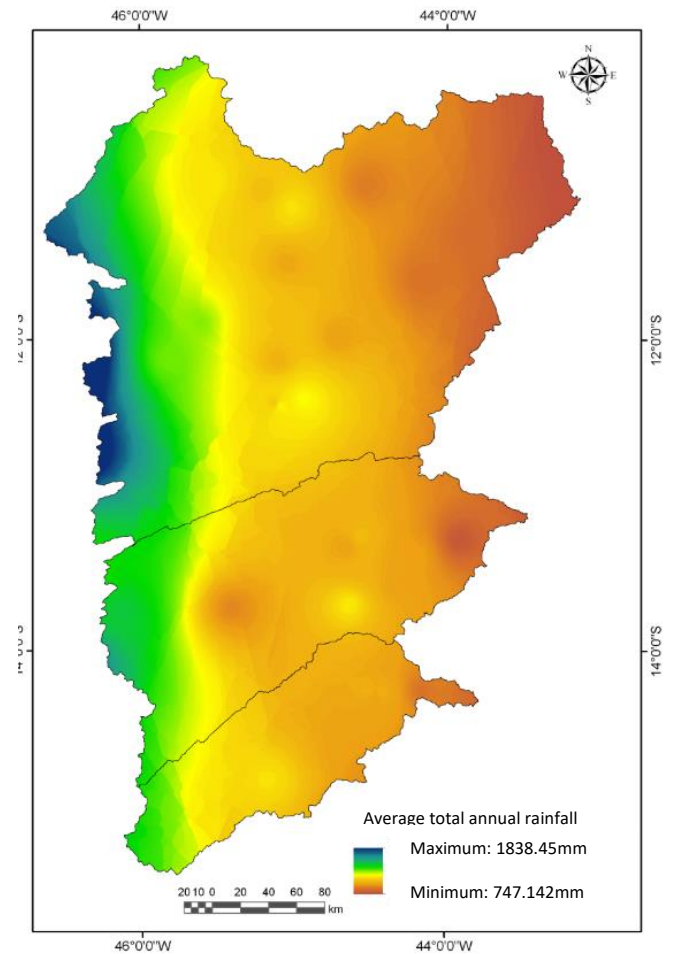 46°0'0"W 44°0'0"W
N
W E
S
12°0'0"S
14°0'0"S
Average total annual rainfall
Maximum: 1838.45mm
Minimum: 747.142mm
20 10 0 20 40 60 80
km
46°0'0"W 44°0'0"W